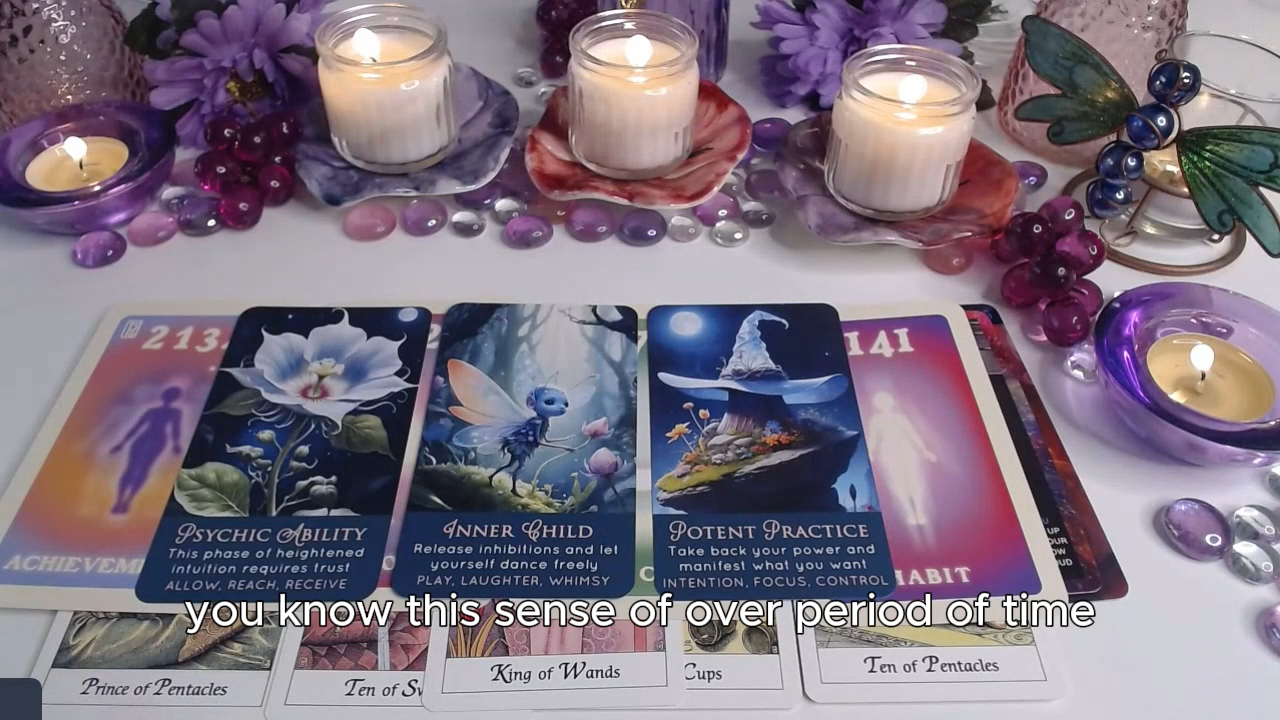 213
141
PSYCHIC ABILITY
This phase of heightened
intuition requires trust
ALLOW, REACH, RECEIVE
INNER CHILD
Release inhibitions and let
yourself dance freely
PLAY, LAUGHTER, WHIMSY
POTENT PRACTICE
Take back your power and
manifest what you want
INTENTION, FOCUS, CONTROL
HABIT
you know this sense of over period of time
Prince of Pentacles
Ten of
King of Wands
Cups
Ten of Pentacles